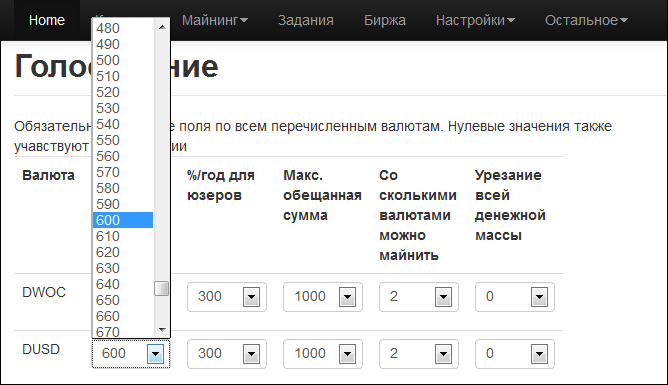 Home Майнинг Задания Биржа Настройки Остальное
480
490
500
510
520
530
540
550
560
570
580
590
600
610
620
630
640
650
660
670
Голос ние
Обязательн е поля по всем перечисленным валютам. Нулевые значения также
учавствуют ии
Валюта
%/год для
юзеров
Макс.
обещанная
сумма
Со
сколькими
валютами
можно
майнить
Урезание
всей
денежной
массы
DWOC 300 1000 2 0
DUSD 600 300 1000 2 0